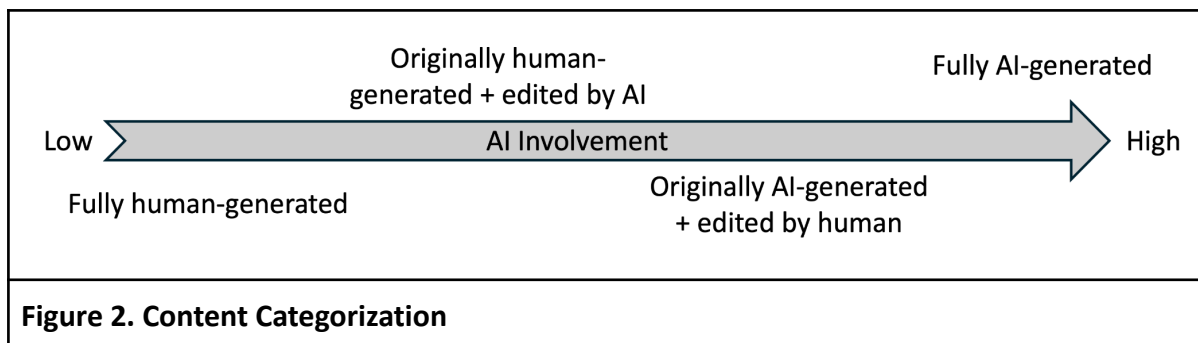 Originally human-
generated + edited by AI
Fully AI-generated
Low
AI Involvement
High
Fully human-generated
Originally AI-generated
+ edited by human
Figure 2. Content Categorization